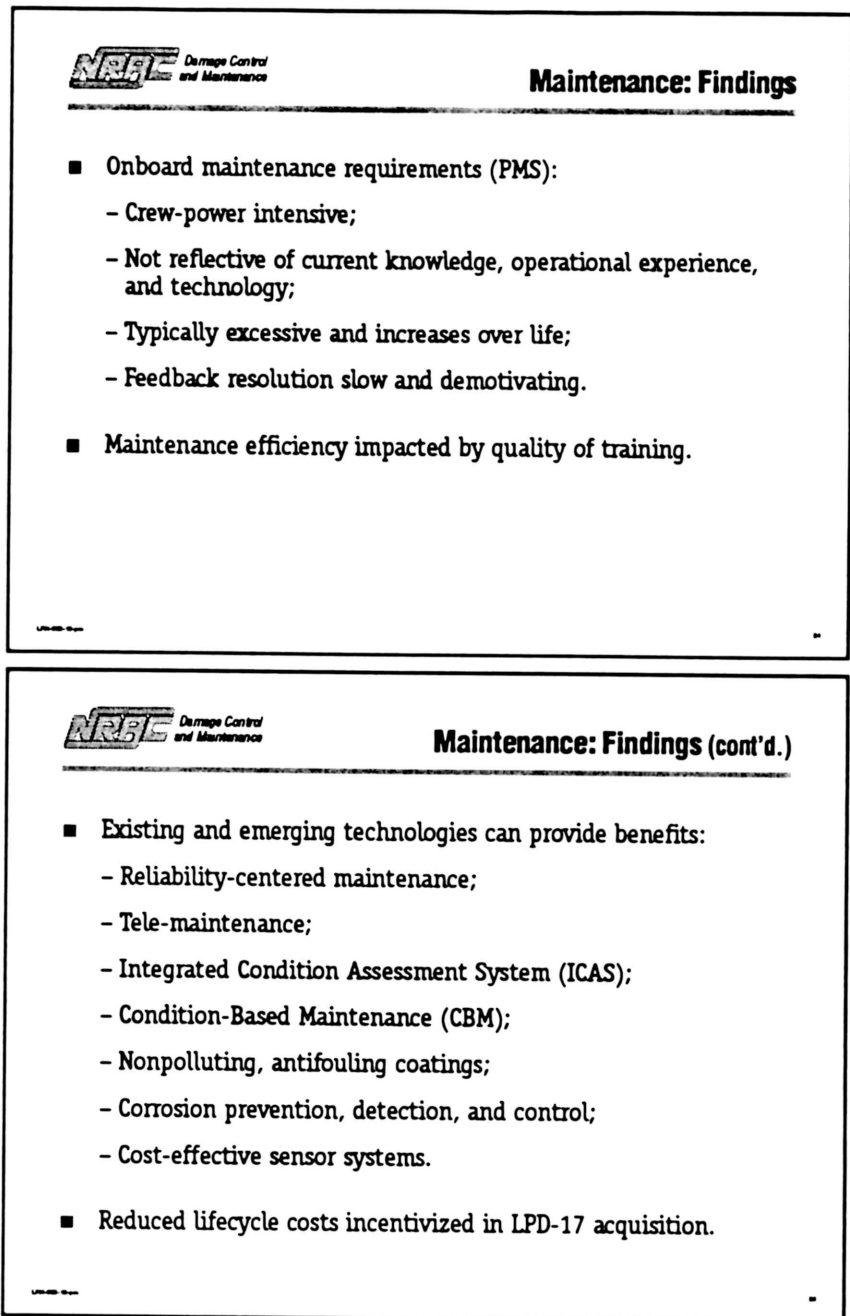 NRAC Damage Control
and Maintenance
Maintenance: Findings
■ Onboard maintenance requirements (PMS):
– Crew-power intensive;
– Not reflective of current knowledge, operational experience,
and technology;
– Typically excessive and increases over life;
– Feedback resolution slow and demotivating.
■ Maintenance efficiency impacted by quality of training.
NRAC Damage Control
and Maintenance
Maintenance: Findings (cont'd.)
■ Existing and emerging technologies can provide benefits:
– Reliability-centered maintenance;
– Tele-maintenance;
– Integrated Condition Assessment System (ICAS);
– Condition-Based Maintenance (CBM);
– Nonpolluting, antifouling coatings;
– Corrosion prevention, detection, and control;
– Cost-effective sensor systems.
■ Reduced lifecycle costs incentivized in LPD-17 acquisition.